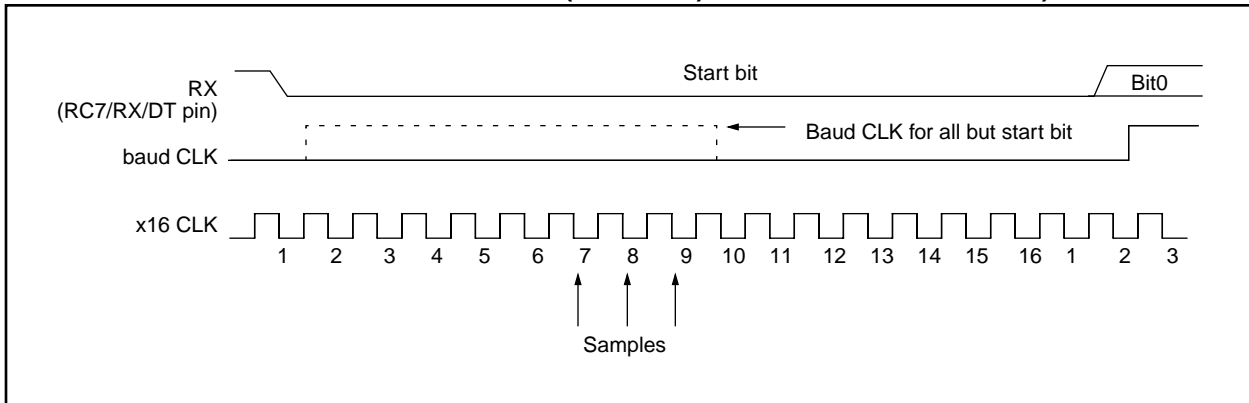 Start bit
RX
(RC7/RX/DT pin)
Bit0
Baud CLK for all but start bit
baud CLK
x16 CLK
1 2 3 4 5 6 7 8 9 10 11 12 13 14 15 16 1 2 3
Samples